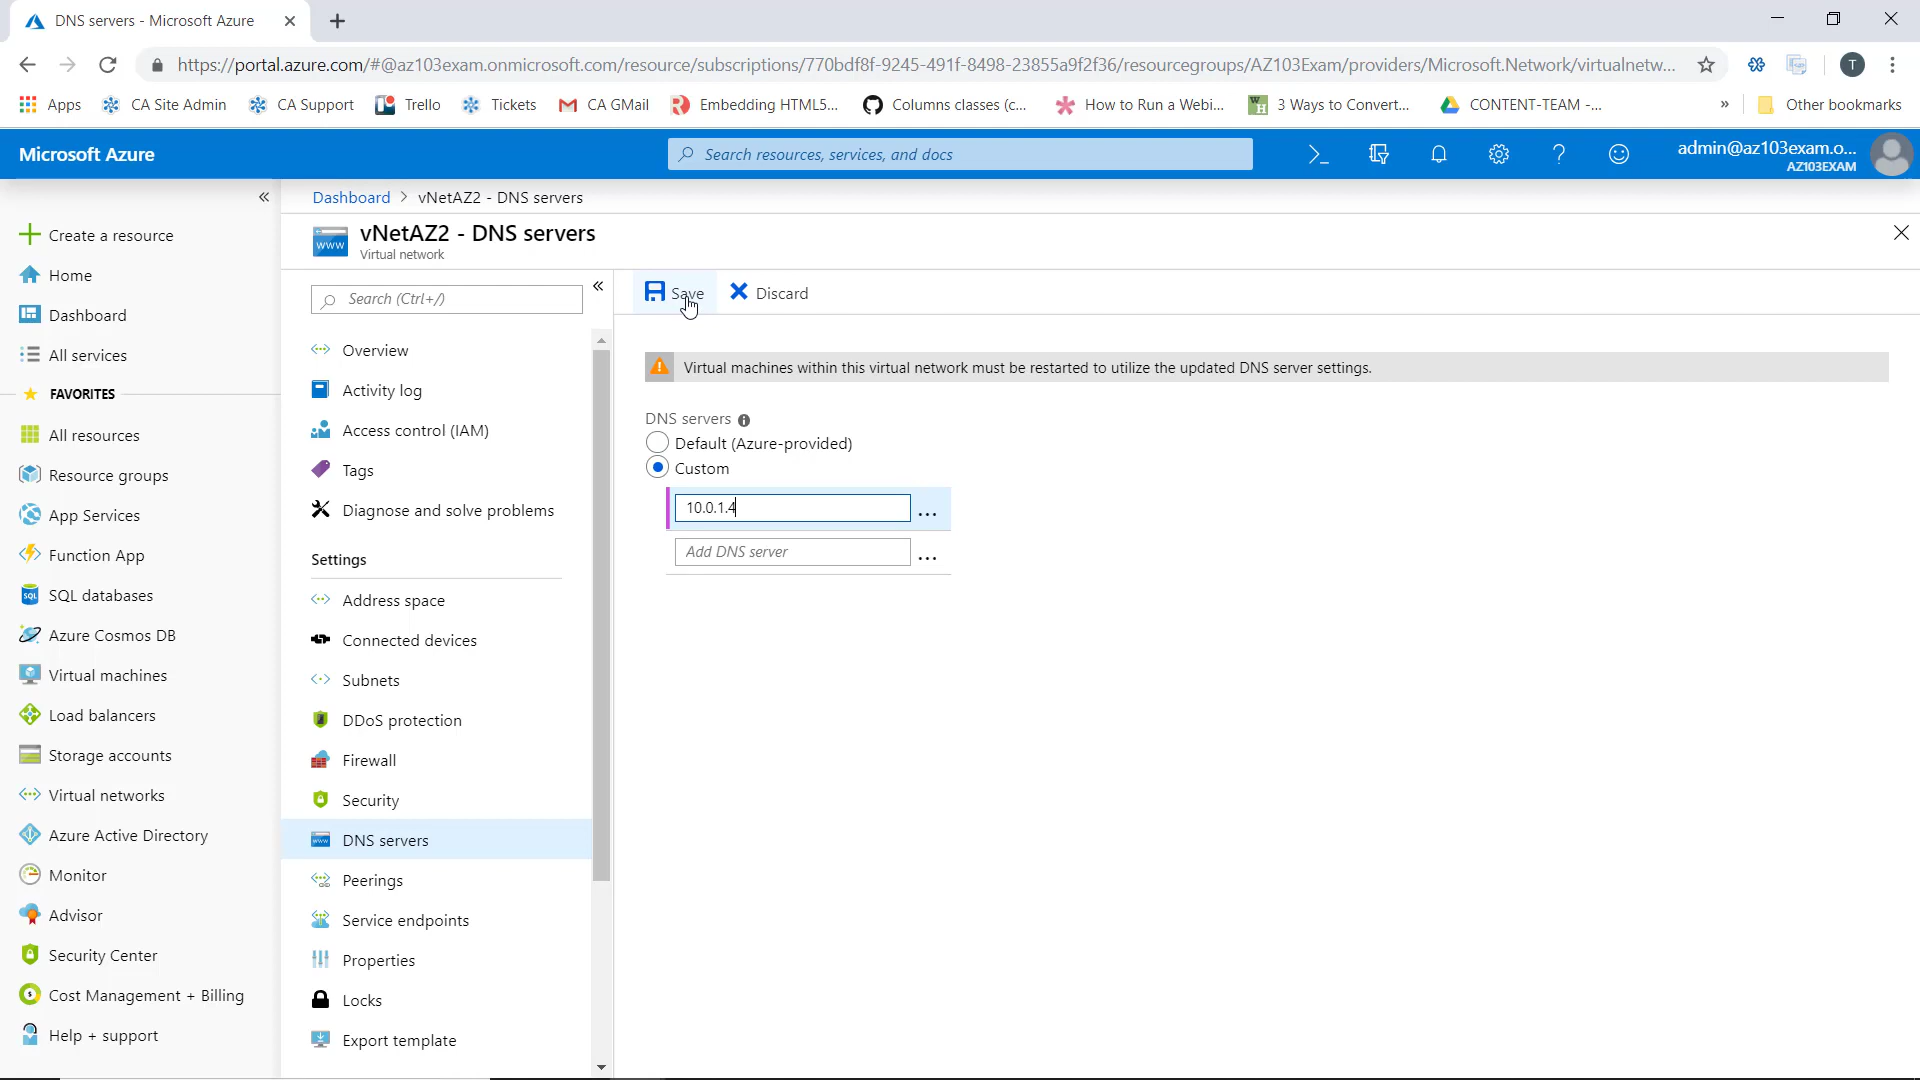 DNS servers - Microsoft Azure
https://portal.azure.com/#@az103exam.onmicrosoft.com/resource/subscriptions/770bdf8f-9245-491f-8498-23855a9f2f36/resourcegroups/AZ103Exam/providers/Microsoft.Network/virtualnetw...
T
Apps
CA Site Admin
CA Support
Trello
Tickets
CA GMail
Embedding HTML5...
Columns classes (c...
How to Run a Webi...
3 Ways to Convert...
CONTENT-TEAM -...
»
Other bookmarks
Microsoft Azure
Search resources, services, and docs
admin@az103exam.o...
AZ103EXAM
Dashboard > vNetAZ2 - DNS servers
vNetAZ2 - DNS servers
Virtual network
Create a resource
Home
Dashboard
All services
FAVORITES
All resources
Resource groups
App Services
Function App
SQL databases
Azure Cosmos DB
Virtual machines
Load balancers
Storage accounts
Virtual networks
Azure Active Directory
Monitor
Advisor
Security Center
Cost Management + Billing
Help + support
Search (Ctrl+/)
Overview
Activity log
Access control (IAM)
Tags
Diagnose and solve problems
Settings
Address space
Connected devices
Subnets
DDoS protection
Firewall
Security
DNS servers
Peerings
Service endpoints
Properties
Locks
Export template
Save
Discard
Virtual machines within this virtual network must be restarted to utilize the updated DNS server settings.
DNS servers
Default (Azure-provided)
Custom
10.0.1.4
...
Add DNS server
...